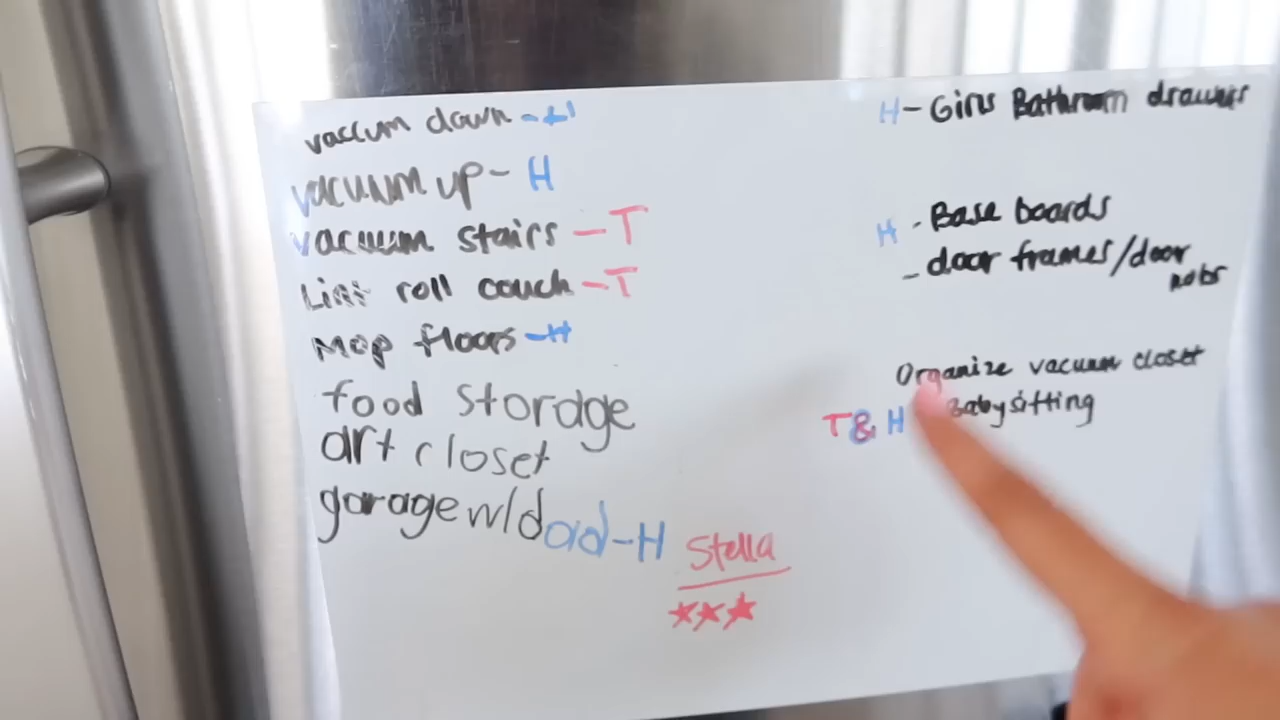 vaccum down - H
vacuum up - H
vacuum stairs - T
Lint roll couch - T
Mop floors - H
food storage
art closet
garage w/dad - H
Stella
★★★
H - Girls Bathroom drawers
H - Base boards
- door frames/door
nobs
Organize vacuum closet
T & H Babysitting